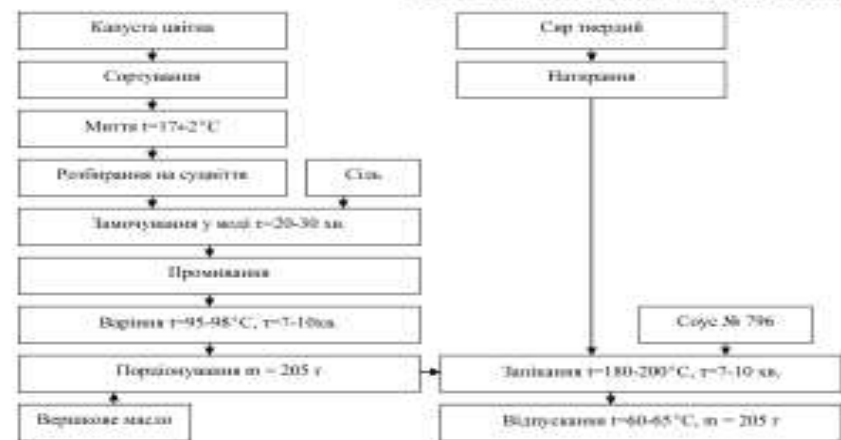 Капуста цвітна
Сир твердий
Сортування
Натирання
Миття t=17+2°С
Розбирання на суцвіття
Сіль
Замочування у воді τ=20-30 хв.
Промивання
Варіння t=95-98°С, τ=7-10хв.
Соус № 796
Порціонування m = 205 г
Запікання t=180-200°С, τ=7-10 хв.
Вершкове масло
Відпускання t=60-65°С, m = 205 г